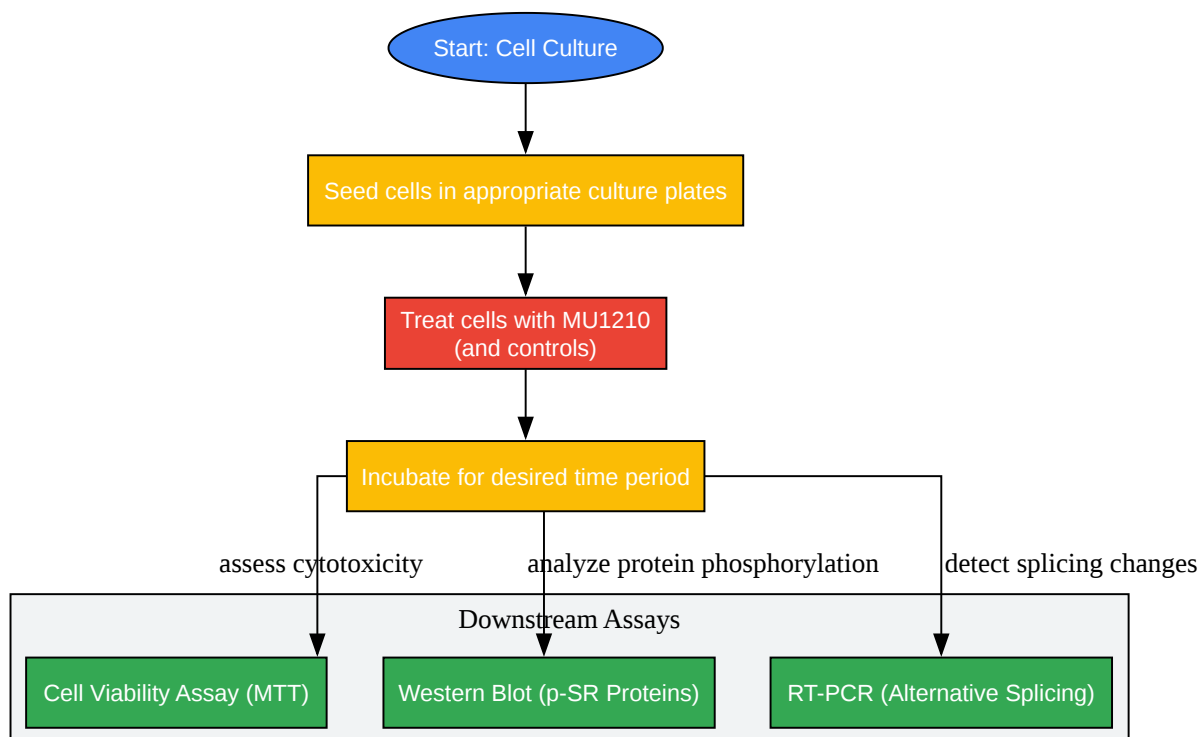 Start: Cell Culture
Seed cells in appropriate culture plates
Treat cells with MU1210
(and controls)
Incubate for desired time period
assess cytotoxicity
analyze protein phosphorylation
detect splicing changes
Downstream Assays
Cell Viability Assay (MTT)
Western Blot (p-SR Proteins)
RT-PCR (Alternative Splicing)